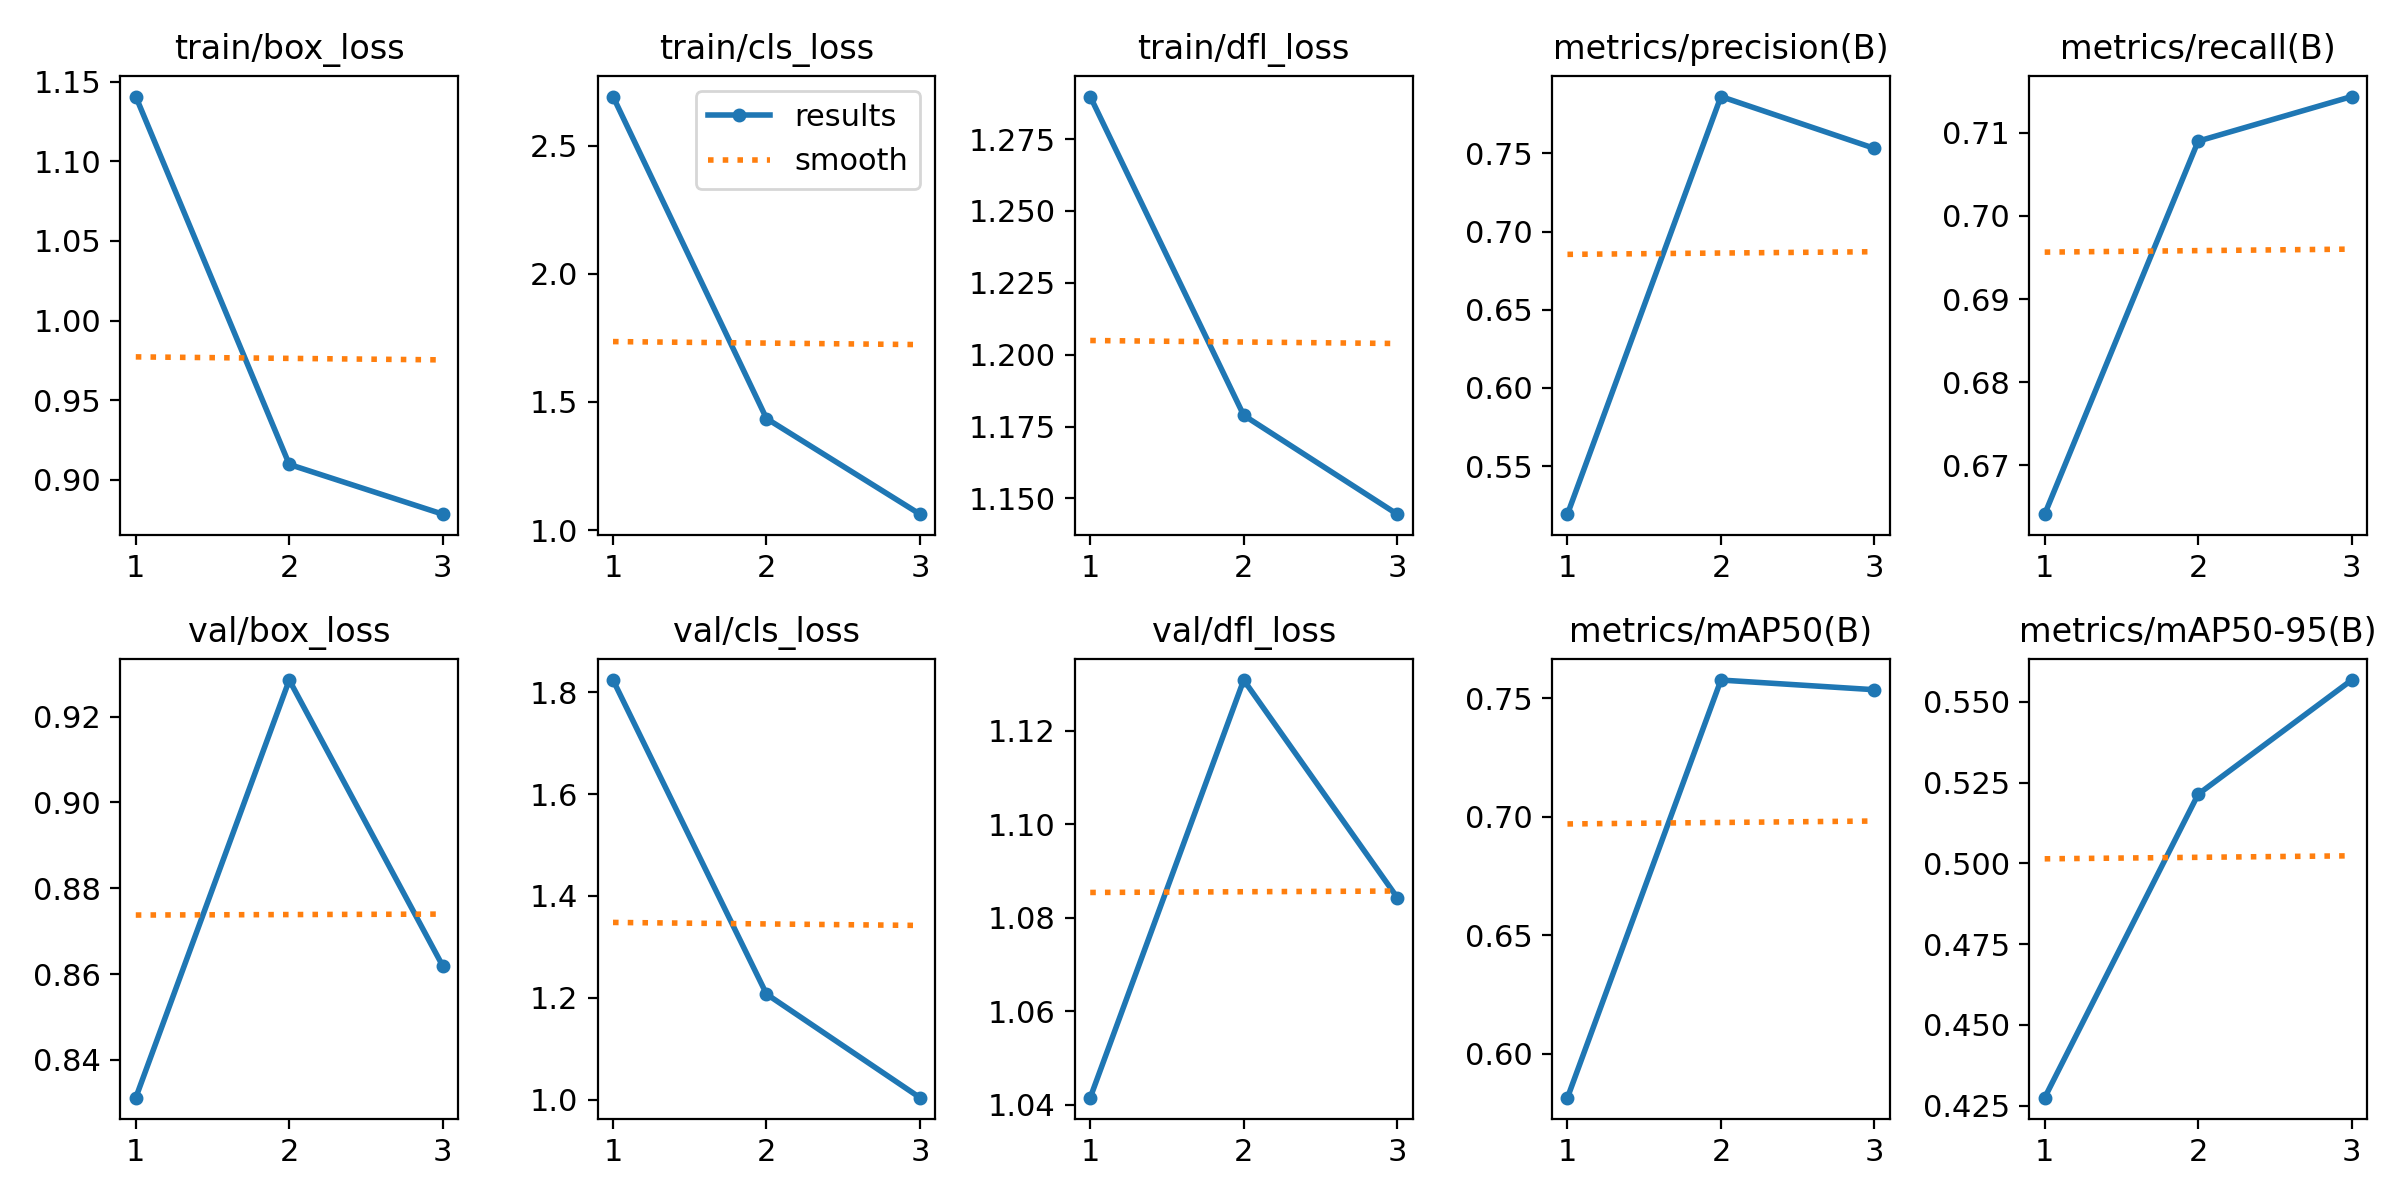 train/box_loss
1.15
1.10
1.05
1.00
0.95
0.90
1 2 3
train/cls_loss
results
smooth
2.5
2.0
1.5
1.0
1 2 3
train/dfl_loss
1.275
1.250
1.225
1.200
1.175
1.150
1 2 3
metrics/precision(B)
0.75
0.70
0.65
0.60
0.55
1 2 3
metrics/recall(B)
0.71
0.70
0.69
0.68
0.67
1 2 3
val/box_loss
0.92
0.90
0.88
0.86
0.84
1 2 3
val/cls_loss
1.8
1.6
1.4
1.2
1.0
1 2 3
val/dfl_loss
1.12
1.10
1.08
1.06
1.04
1 2 3
metrics/mAP50(B)
0.75
0.70
0.65
0.60
1 2 3
metrics/mAP50-95(B)
0.550
0.525
0.500
0.475
0.450
0.425
1 2 3